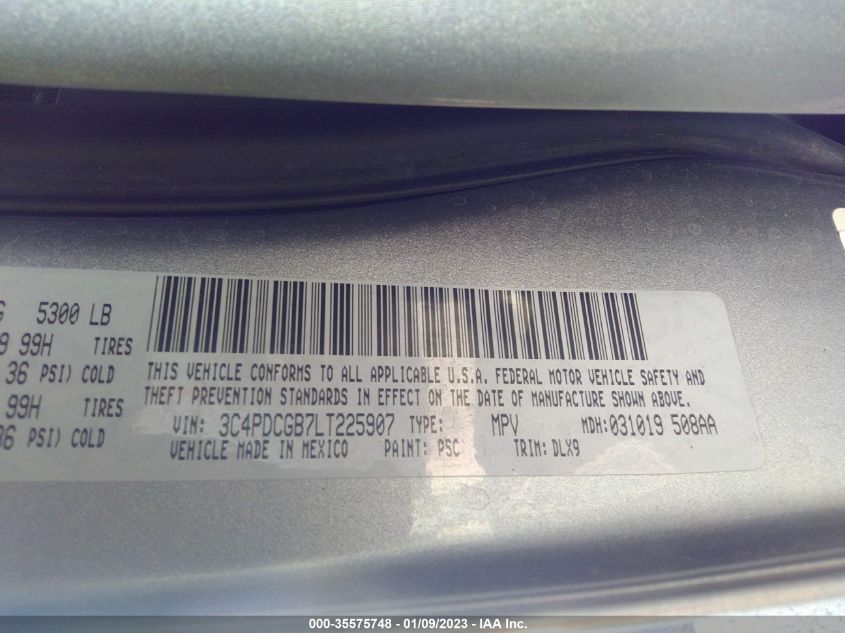 5300 LB
99H TIRES
36 PSI) COLD
99H TIRES
PSI) COLD
THIS VEHICLE CONFORMS TO ALL APPLICABLE U.S.A. FEDERAL MOTOR VEHICLE SAFETY AND
THEFT PREVENTION STANDARDS IN EFFECT ON THE DATE OF MANUFACTURE SHOWN ABOVE.
VIN: 3C4PDCGB7LT225907 TYPE: MPV MDH:031019 508AA
VEHICLE MADE IN MEXICO PAINT: PSC TRIM: DLX9
000-35575748 - 01/09/2023 - IAA Inc.